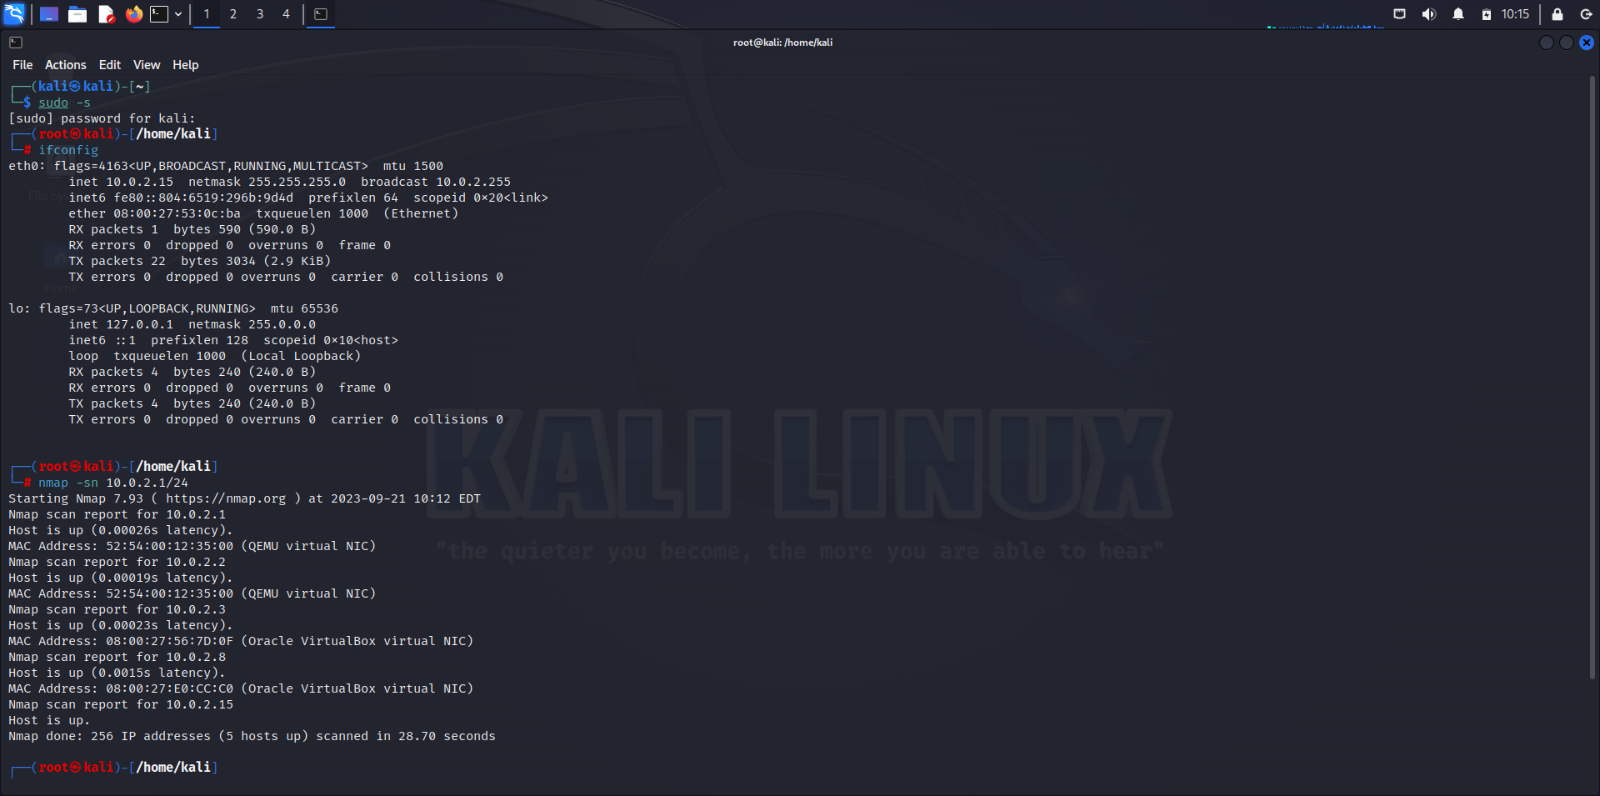 1 2 3 4 10:15
root@kali: /home/kali
File Actions Edit View Help
┌──(kali㉿kali)-[~]
└─$ sudo -s
[sudo] password for kali:
┌──(root㉿kali)-[/home/kali]
└─# ifconfig
eth0: flags=4163<UP,BROADCAST,RUNNING,MULTICAST>  mtu 1500
        inet 10.0.2.15  netmask 255.255.255.0  broadcast 10.0.2.255
        inet6 fe80::804:6519:296b:9d4d  prefixlen 64  scopeid 0×20<link>
        ether 08:00:27:53:0c:ba  txqueuelen 1000  (Ethernet)
        RX packets 1  bytes 590 (590.0 B)
        RX errors 0  dropped 0  overruns 0  frame 0
        TX packets 22  bytes 3034 (2.9 KiB)
        TX errors 0  dropped 0 overruns 0  carrier 0  collisions 0
lo: flags=73<UP,LOOPBACK,RUNNING>  mtu 65536
        inet 127.0.0.1  netmask 255.0.0.0
        inet6 ::1  prefixlen 128  scopeid 0×10<host>
        loop  txqueuelen 1000  (Local Loopback)
        RX packets 4  bytes 240 (240.0 B)
        RX errors 0  dropped 0  overruns 0  frame 0
        TX packets 4  bytes 240 (240.0 B)
        TX errors 0  dropped 0 overruns 0  carrier 0  collisions 0
┌──(root㉿kali)-[/home/kali]
└─# nmap -sn 10.0.2.1/24
Starting Nmap 7.93 ( https://nmap.org ) at 2023-09-21 10:12 EDT
Nmap scan report for 10.0.2.1
Host is up (0.00026s latency).
MAC Address: 52:54:00:12:35:00 (QEMU virtual NIC)
Nmap scan report for 10.0.2.2
Host is up (0.00019s latency).
MAC Address: 52:54:00:12:35:00 (QEMU virtual NIC)
Nmap scan report for 10.0.2.3
Host is up (0.00023s latency).
MAC Address: 08:00:27:56:7D:0F (Oracle VirtualBox virtual NIC)
Nmap scan report for 10.0.2.8
Host is up (0.0015s latency).
MAC Address: 08:00:27:E0:CC:C0 (Oracle VirtualBox virtual NIC)
Nmap scan report for 10.0.2.15
Host is up.
Nmap done: 256 IP addresses (5 hosts up) scanned in 28.70 seconds
┌──(root㉿kali)-[/home/kali]
KALI LINUX
"the quieter you become, the more you are able to hear"
Home